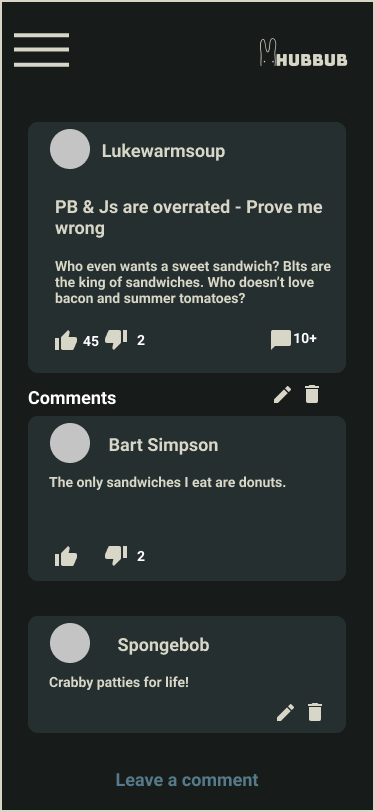 HUBBUB
Lukewarmsoup
PB & Js are overrated - Prove me
wrong
Who even wants a sweet sandwich? Blts are
the king of sandwiches. Who doesn't love
bacon and summer tomatoes?
45 2 10+
Comments
Bart Simpson
The only sandwiches I eat are donuts.
2
Spongebob
Crabby patties for life!
Leave a comment